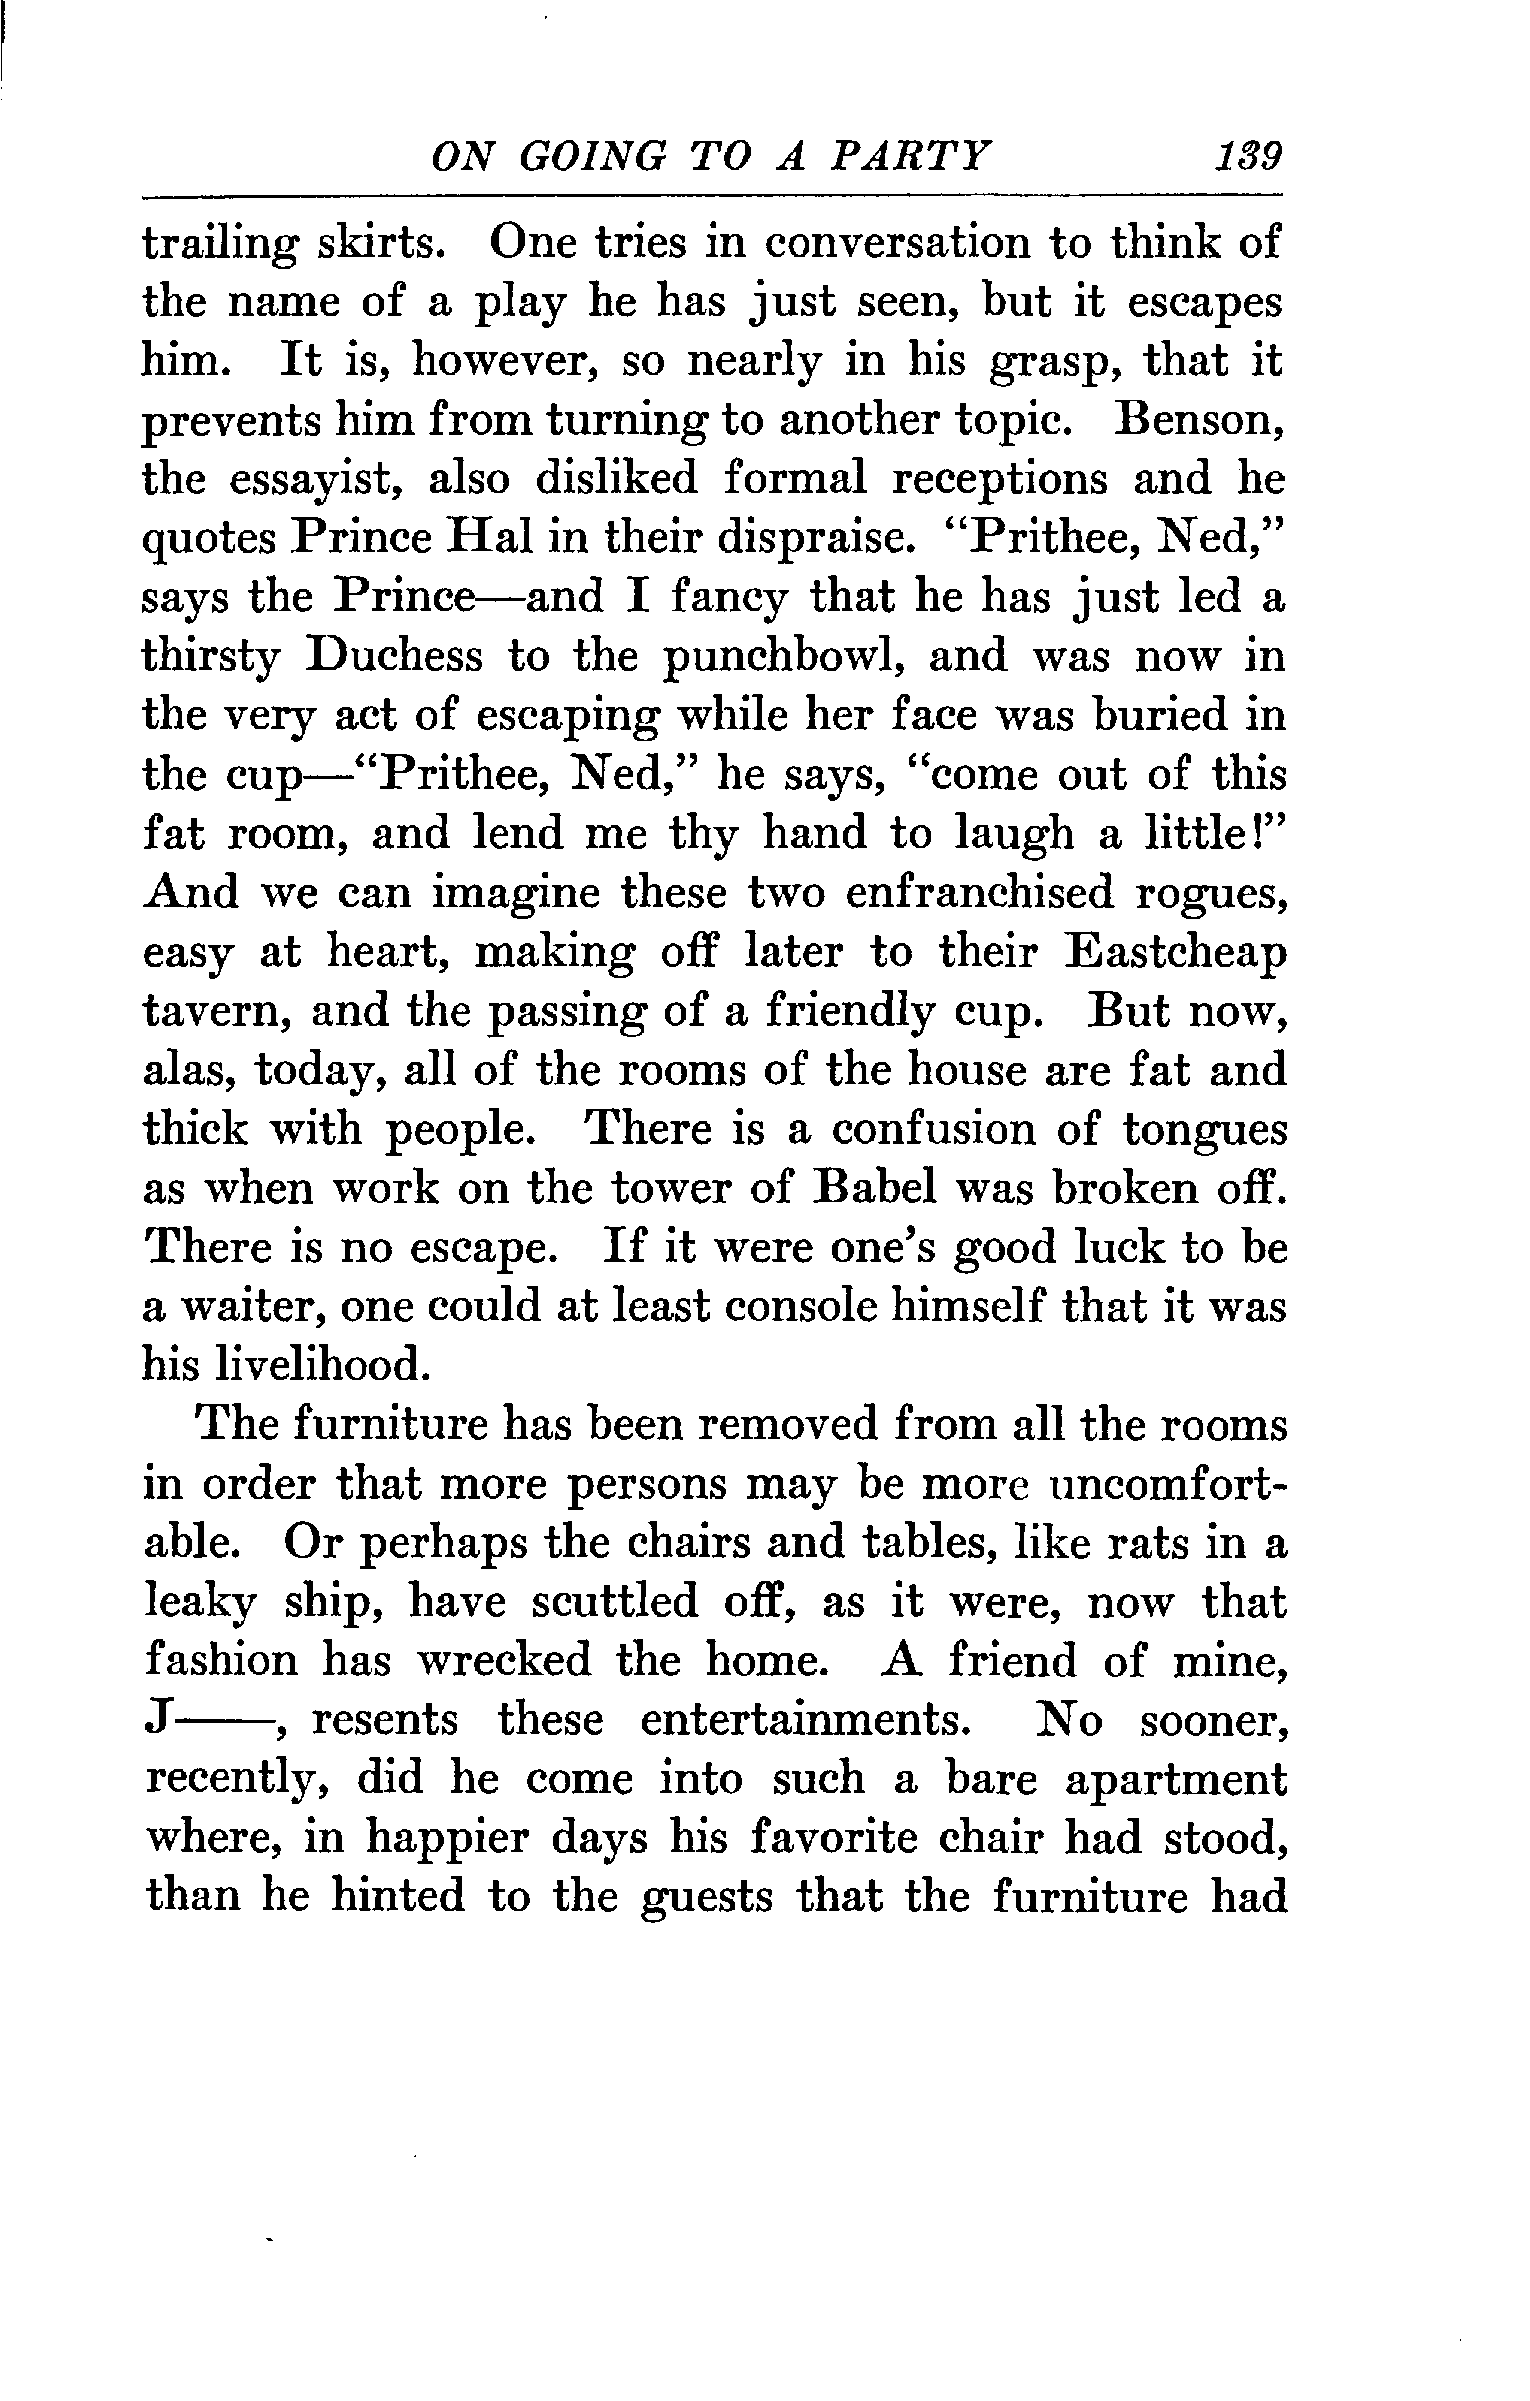 ON GOING TO A PARTY 139
trailing skirts. One tries in conversation to think of
the name of a play he has just seen, but it escapes
him. It is, however, so nearly in his grasp, that it
prevents him from turning to another topic. Benson,
the essayist, also disliked formal receptions and he
quotes Prince Hal in their dispraise. “Prithee, Ned,”
says the Prince—and I fancy that he has just led a
thirsty Duchess to the punchbowl, and was now in
the very act of escaping while her face was buried in
the cup—“Prithee, Ned,” he says, “come out of this
fat room, and lend me thy hand to laugh a little!”
And we can imagine these two enfranchised rogues,
easy at heart, making off later to their Eastcheap
tavern, and the passing of a friendly cup. But now,
alas, today, all of the rooms of the house are fat and
thick with people. There is a confusion of tongues
as when work on the tower of Babel was broken off.
There is no escape. If it were one’s good luck to be
a waiter, one could at least console himself that it was
his livelihood.
The furniture has been removed from all the rooms
in order that more persons may be more uncomfort-
able. Or perhaps the chairs and tables, like rats in a
leaky ship, have scuttled off, as it were, now that
fashion has wrecked the home. A friend of mine,
J——, resents these entertainments. No sooner,
recently, did he come into such a bare apartment
where, in happier days his favorite chair had stood,
than he hinted to the guests that the furniture had